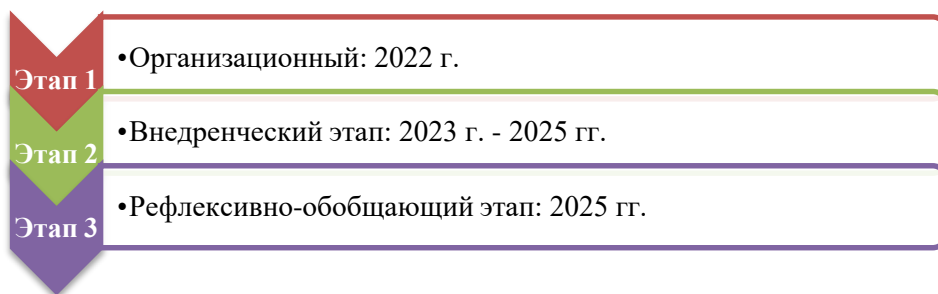 Этап 1
•Организационный: 2022 г.
Этап 2
•Внедренческий этап: 2023 г. - 2025 гг.
Этап 3
•Рефлексивно-обобщающий этап: 2025 гг.